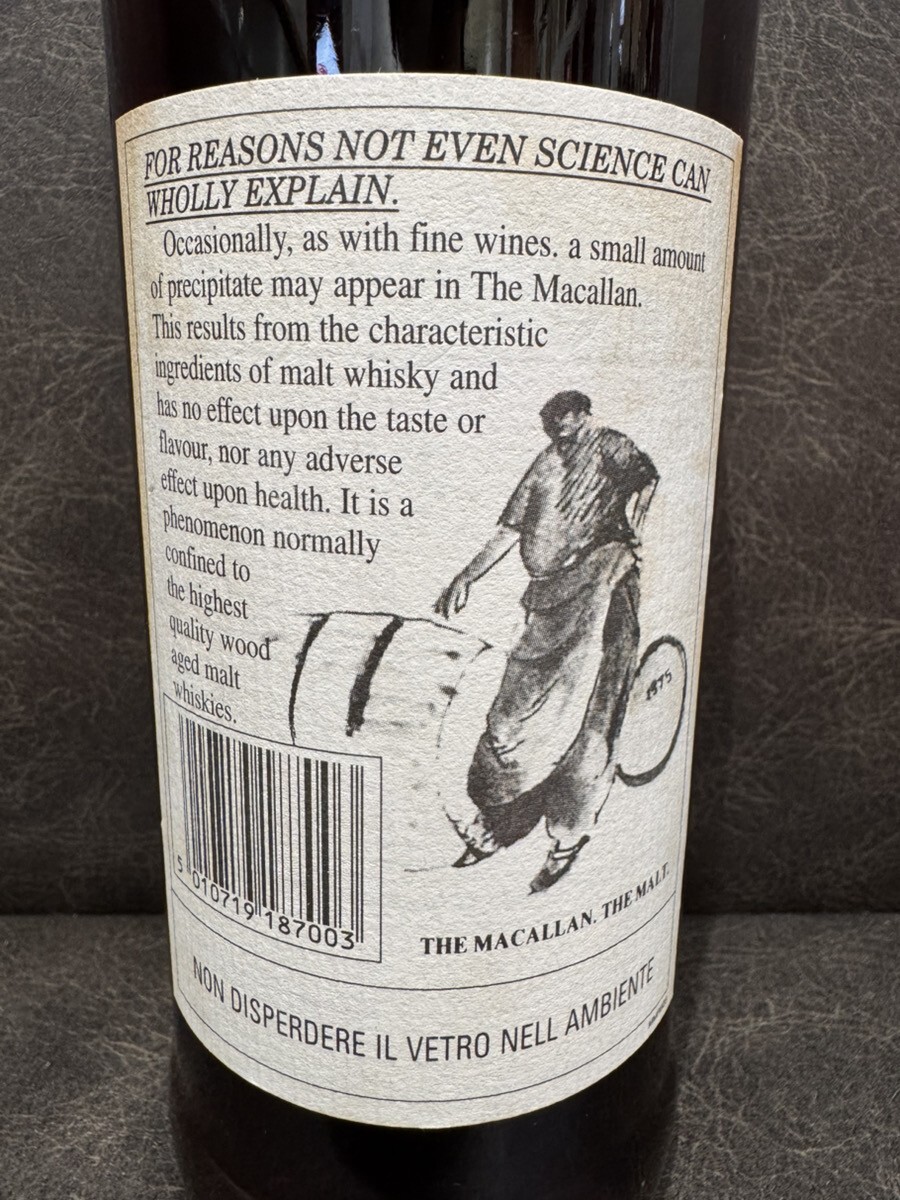 FOR REASONS NOT EVEN SCIENCE CAN
WHOLLY EXPLAIN.
Occasionally, as with fine wines. a small amount
of precipitate may appear in The Macallan.
This results from the characteristic
ingredients of malt whisky and
has no effect upon the taste or
flavour, nor any adverse
effect upon health. It is a
phenomenon normally
confined to
the highest
quality wood
aged malt
whiskies.
1975
5 010719 187003
THE MACALLAN. THE MALT.
NON DISPERDERE IL VETRO NELL AMBIENTE